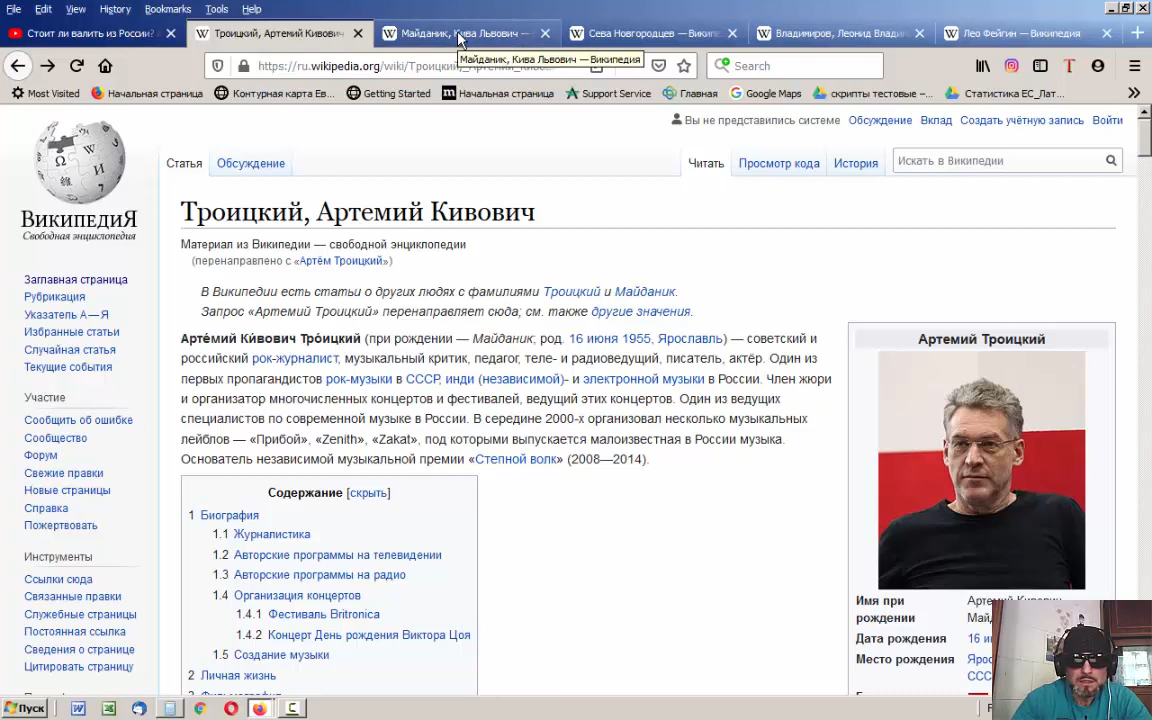 File Edit View History Bookmarks Tools Help
Стоит ли валить из России?
Троицкий, Артемий Кивович
Майданик, Кива Львович —
Сева Новгородцев — Википе
Владимиров, Леонид Влади
Лео Фейгин — Википедия
Майданик, Кива Львович — Википедия
https://ru.wikipedia.org/wiki/Троицкий,
Search
Most Visited
Начальная страница
Контурная карта Ев...
Getting Started
Начальная страница
Support Service
Главная
Google Maps
скрипты тестовые –...
Статистика ЕС_Лат...
Вы не представились системе Обсуждение Вклад Создать учётную запись Войти
Статья Обсуждение Читать Просмотр кода История Искать в Википедии
ВикипедиЯ
Свободная энциклопедия
Заглавная страница
Рубрикация
Указатель А — Я
Избранные статьи
Случайная статья
Текущие события
Участие
Сообщить об ошибке
Сообщество
Форум
Свежие правки
Новые страницы
Справка
Пожертвовать
Инструменты
Ссылки сюда
Связанные правки
Служебные страницы
Постоянная ссылка
Сведения о странице
Цитировать страницу
Троицкий, Артемий Кивович
Материал из Википедии — свободной энциклопедии
(перенаправлено с «Артём Троицкий»)
В Википедии есть статьи о других людях с фамилиями Троицкий и Майданик.
Запрос «Артемий Троицкий» перенаправляется сюда; см. также другие значения.
Арте́мий Ки́вович Тро́ицкий (при рождении — Майданик; род. 16 июня 1955, Ярославль) — советский и
российский рок-журналист, музыкальный критик, педагог, теле- и радиоведущий, писатель, актёр. Один из
первых пропагандистов рок-музыки в СССР, инди (независимой)- и электронной музыки в России. Член жюри
и организатор многочисленных концертов и фестивалей, ведущий этих концертов. Один из ведущих
специалистов по современной музыке в России. В середине 2000-х организовал несколько музыкальных
лейблов — «Прибой», «Zenith», «Zakat», под которыми выпускается малоизвестная в России музыка.
Основатель независимой музыкальной премии «Степной волк» (2008—2014).
Содержание [скрыть]
1 Биография
1.1 Журналистика
1.2 Авторские программы на телевидении
1.3 Авторские программы на радио
1.4 Организация концертов
1.4.1 Фестиваль Britronica
1.4.2 Концерт День рождения Виктора Цоя
1.5 Создание музыки
2 Личная жизнь
Артемий Троицкий
Имя при
рождении
Дата рождения 16
Место рождения
СССР
Пуск